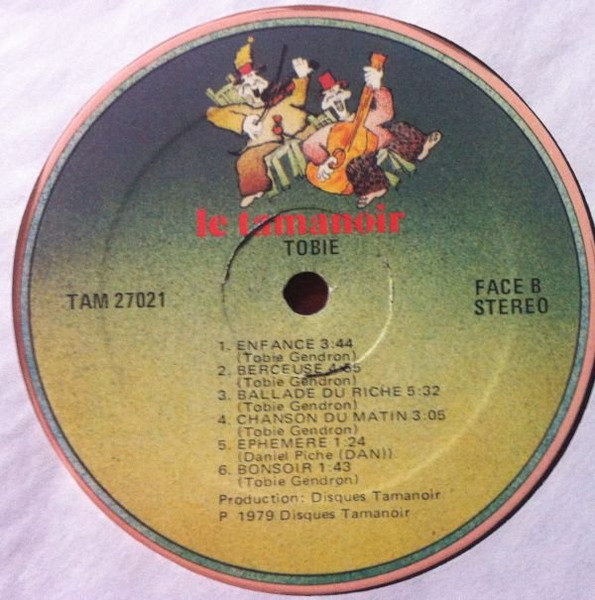 le tamanoir
TOBIE
TAM 27021
FACE B
STEREO
1. ENFANCE 3:44
(Tobie Gendron)
2. BERCEUSE
(Tobie Gendron)
3. BALLADE DU RICHE 5:32
(Tobie Gendron)
4. CHANSON DU MATIN 3:05
(Tobie Gendron)
5. EPHEMERE 1:24
(Daniel Piche (DAN))
6. BONSOIR 1:43
(Tobie Gendron)
Production: Disques Tamanoir
P 1979 Disques Tamanoir